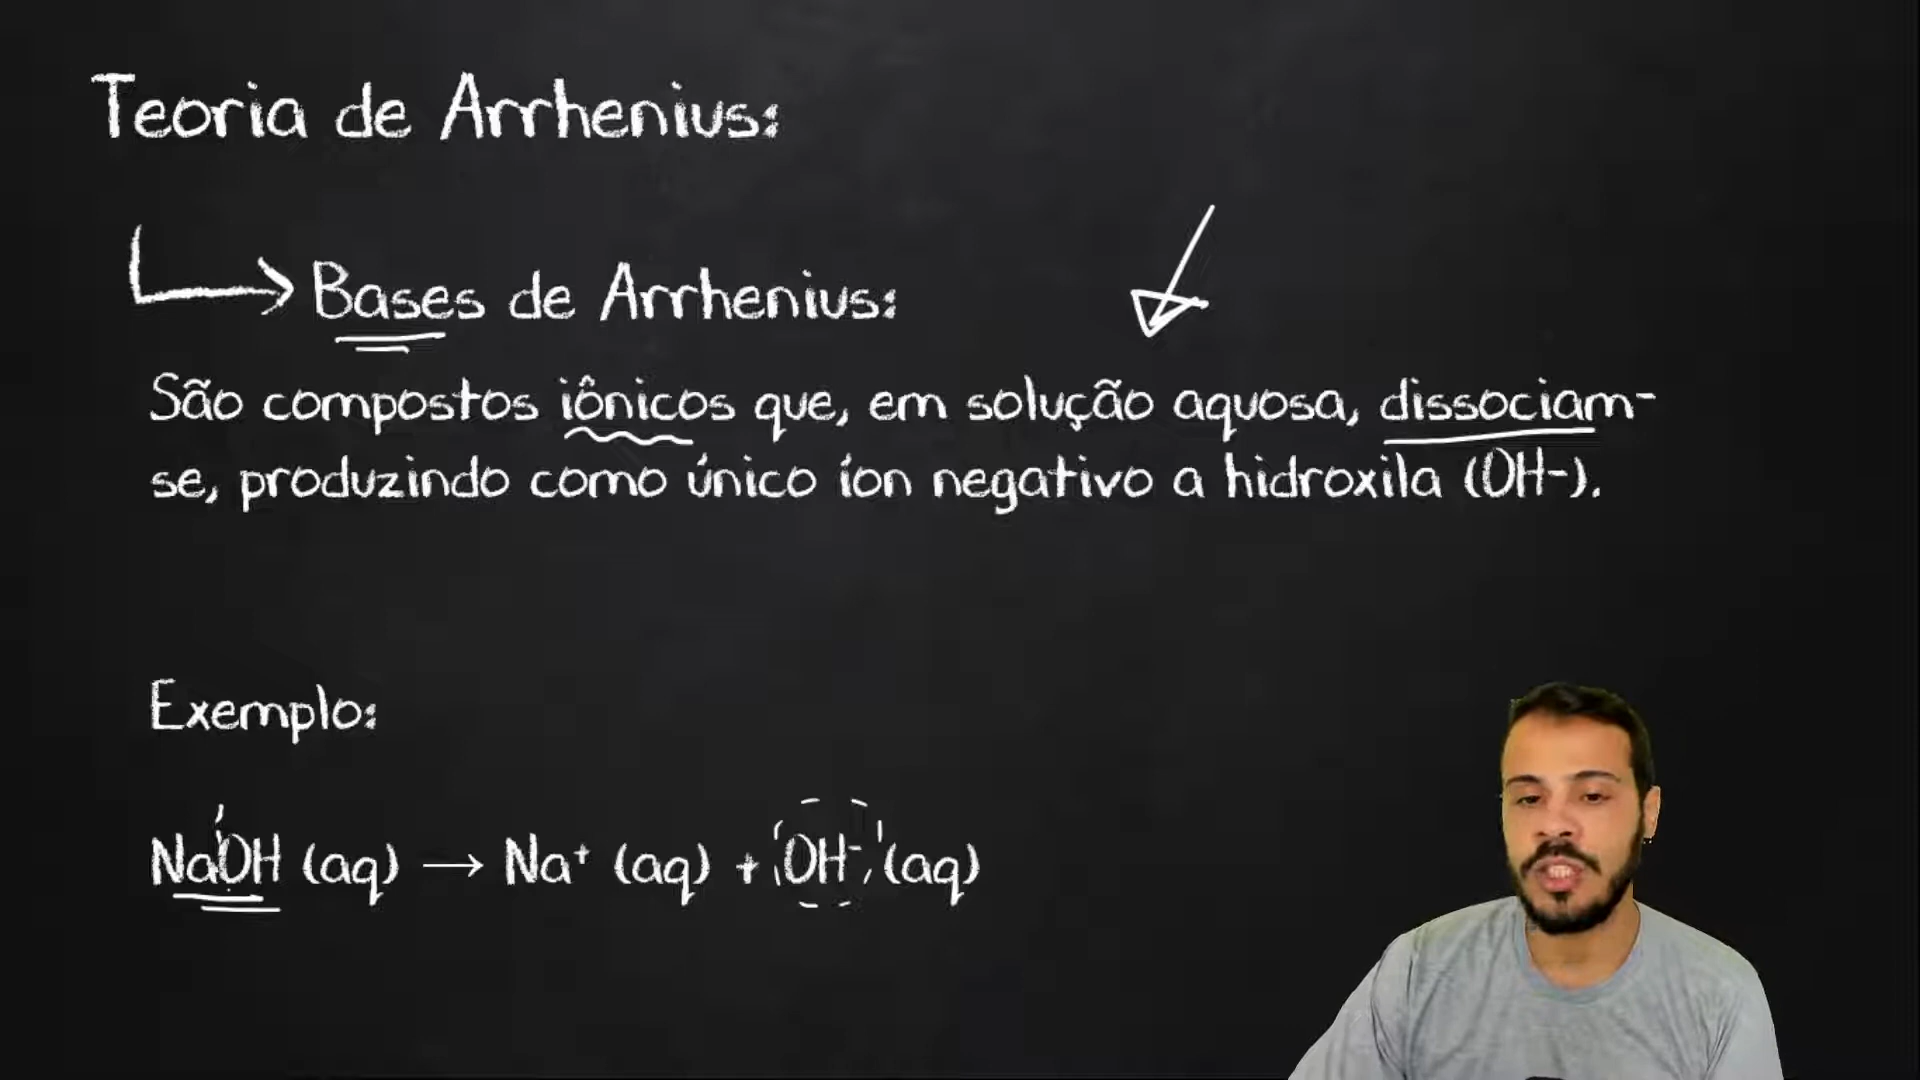 Teoria de Arrhenius:
Bases de Arrhenius:
São compostos iônicos que, em solução aquosa, dissociam-
se, produzindo como único íon negativo a hidroxila (OH-).
Exemplo:
NaOH (aq) → Na⁺ (aq) + OH⁻ (aq)